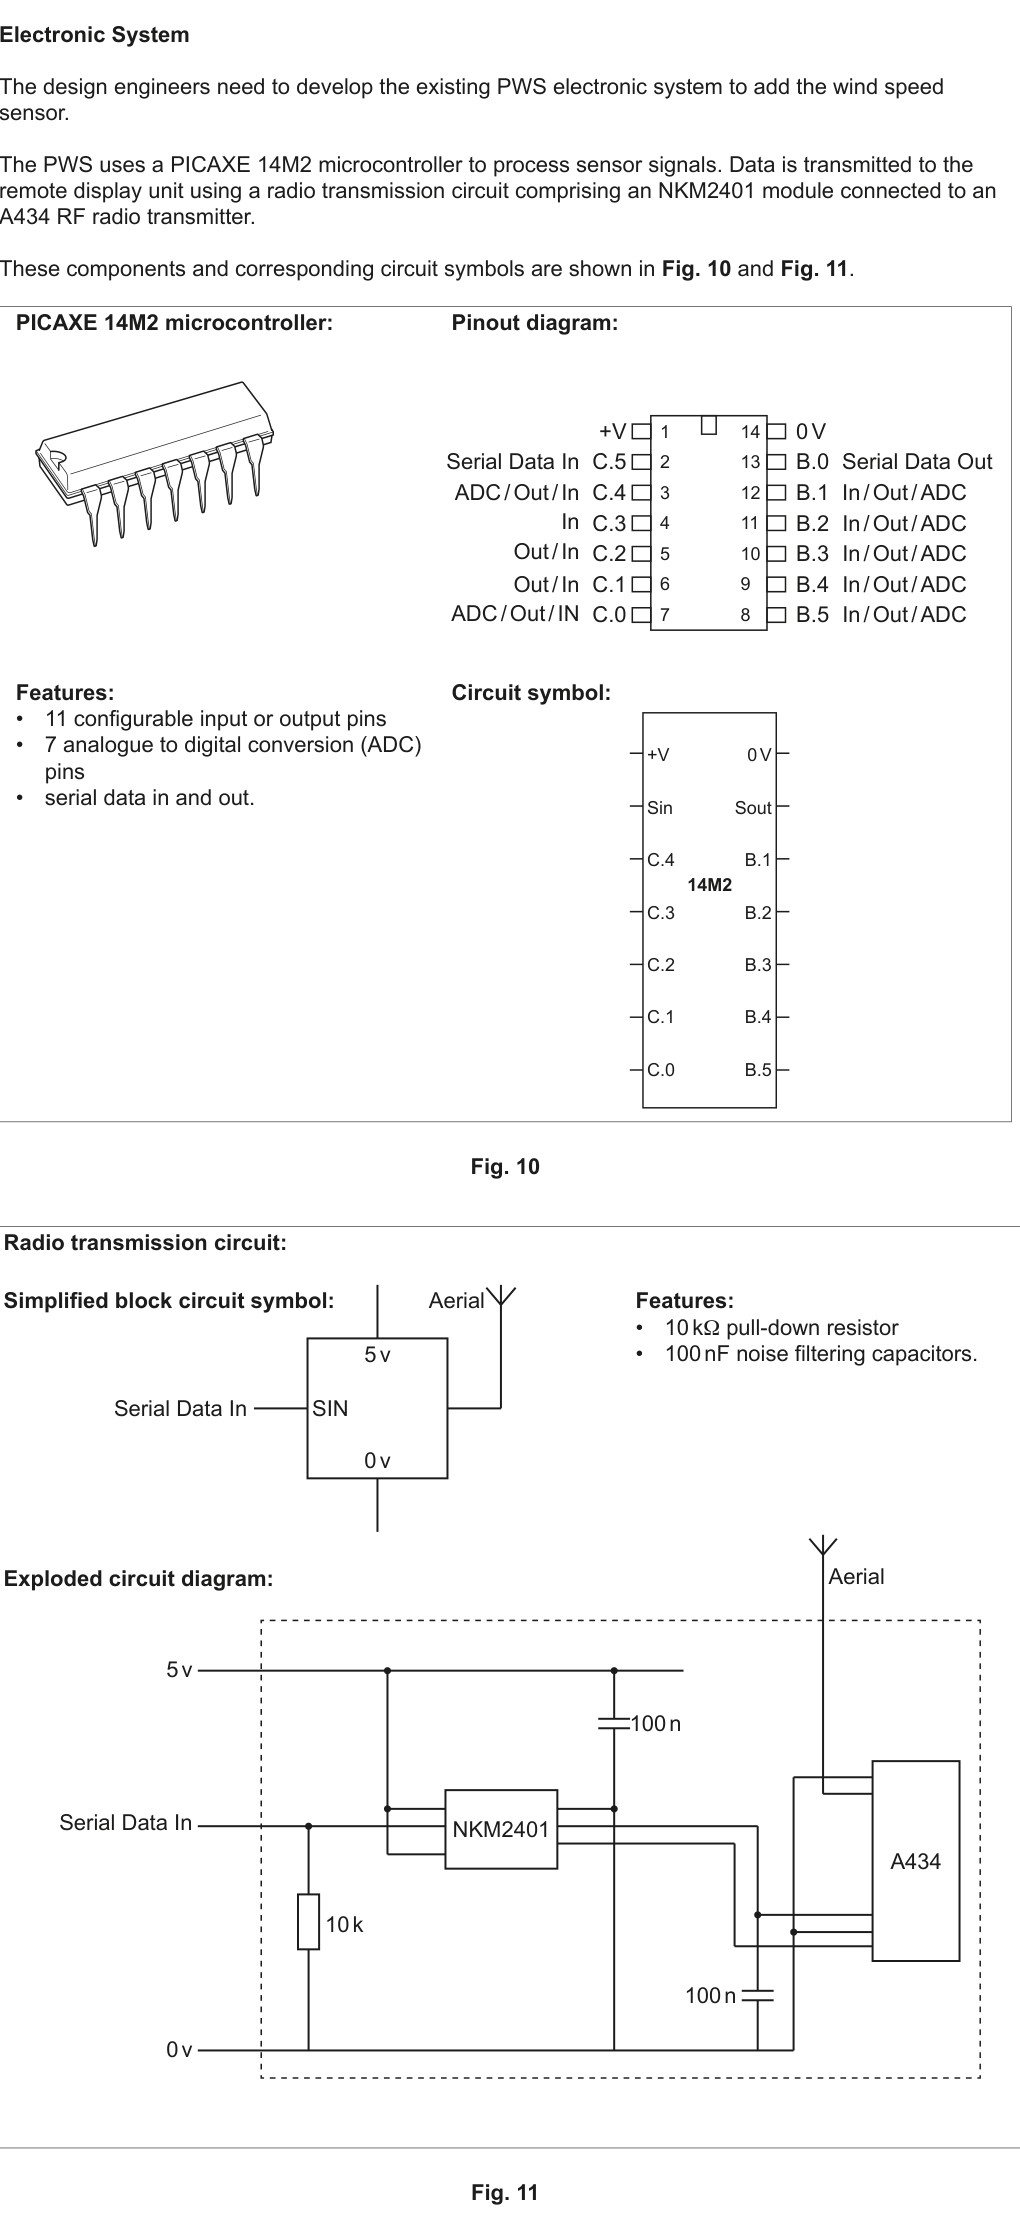 Electronic System
The design engineers need to develop the existing PWS electronic system to add the wind speed
sensor.
The PWS uses a PICAXE 14M2 microcontroller to process sensor signals. Data is transmitted to the
remote display unit using a radio transmission circuit comprising an NKM2401 module connected to an
A434 RF radio transmitter.
These components and corresponding circuit symbols are shown in Fig. 10 and Fig. 11.
PICAXE 14M2 microcontroller:
Pinout diagram:
+V 1 14 0 V
Serial Data In C.5 2 13 B.0 Serial Data Out
ADC/Out/In C.4 3 12 B.1 In/Out/ADC
In C.3 4 11 B.2 In/Out/ADC
Out/In C.2 5 10 B.3 In/Out/ADC
Out/In C.1 6 9 B.4 In/Out/ADC
ADC/Out/IN C.0 7 8 B.5 In/Out/ADC
Features:
• 11 configurable input or output pins
• 7 analogue to digital conversion (ADC)
pins
• serial data in and out.
Circuit symbol:
+V 0 V
Sin Sout
C.4 B.1
14M2
C.3 B.2
C.2 B.3
C.1 B.4
C.0 B.5
Fig. 10
Radio transmission circuit:
Simplified block circuit symbol:
Aerial
5 v
Serial Data In SIN
0 v
Features:
• 10 kΩ pull-down resistor
• 100 nF noise filtering capacitors.
Exploded circuit diagram:
Aerial
5 v
100 n
Serial Data In
NKM2401
A434
10 k
100 n
0 v
Fig. 11